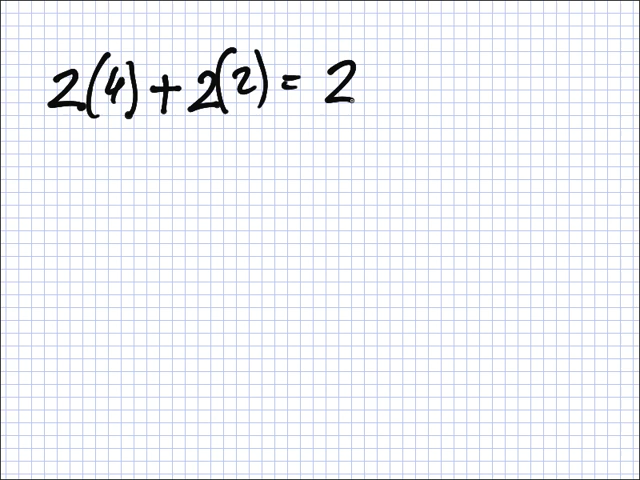 2(4) + 2(2) = 2